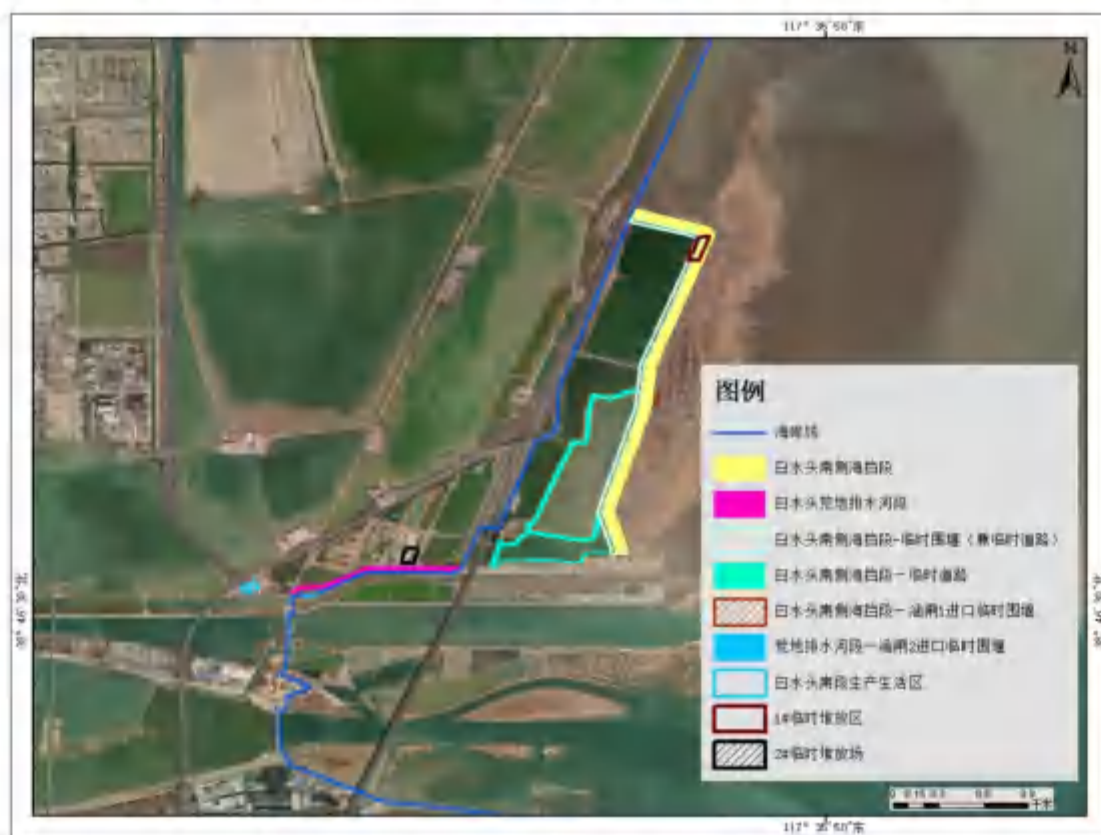 117° 35′50″东
N
图例
海岸线
白水头南侧海挡段
白水头荒地排水河段
白水头南侧海挡段-临时围堰（兼临时道路）
白水头南侧海挡段一临时道路
白水头南侧海挡段一涵闸1进口临时围堰
荒地排水河段一涵闸2进口临时围堰
白水头南段生产生活区
1#临时堆放区
2#临时堆放场
千米